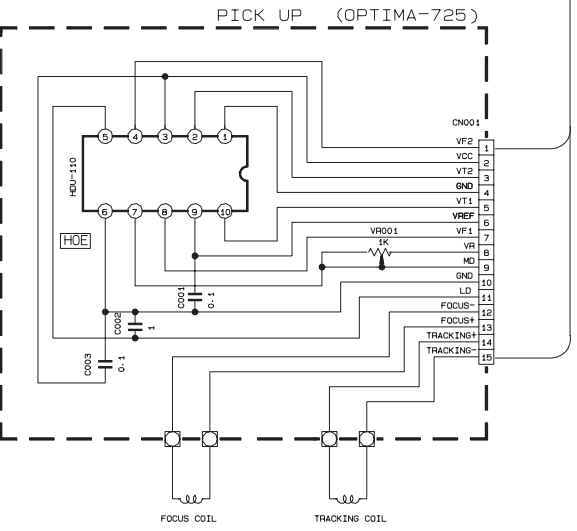 PICK UP (OPTIMA-725)
CN001
5 4 3 2 1
HDU-110
6 7 8 9 10
HOE
VF2 1
VCC 2
VT2 3
GND 4
VT1 5
VREF 6
VF1 7
VR 8
MD 9
GND 10
LD 11
FOCUS- 12
FOCUS+ 13
TRACKING+ 14
TRACKING- 15
VR001
1K
C001
0.1
C002
1
C003
0.1
FOCUS COIL
TRACKING COIL